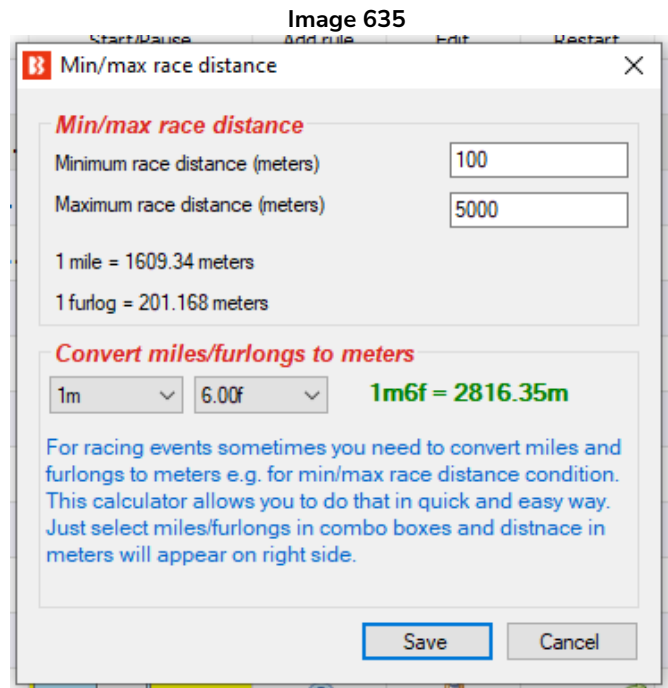 Image 635
Start/Pause Add rule Edit Restart
Min/max race distance
Min/max race distance
Minimum race distance (meters) 100
Maximum race distance (meters) 5000
1 mile = 1609.34 meters
1 furlog = 201.168 meters
Convert miles/furlongs to meters
1m 6.00f 1m6f = 2816.35m
For racing events sometimes you need to convert miles and
furlongs to meters e.g. for min/max race distance condition.
This calculator allows you to do that in quick and easy way.
Just select miles/furlongs in combo boxes and distnace in
meters will appear on right side.
Save Cancel